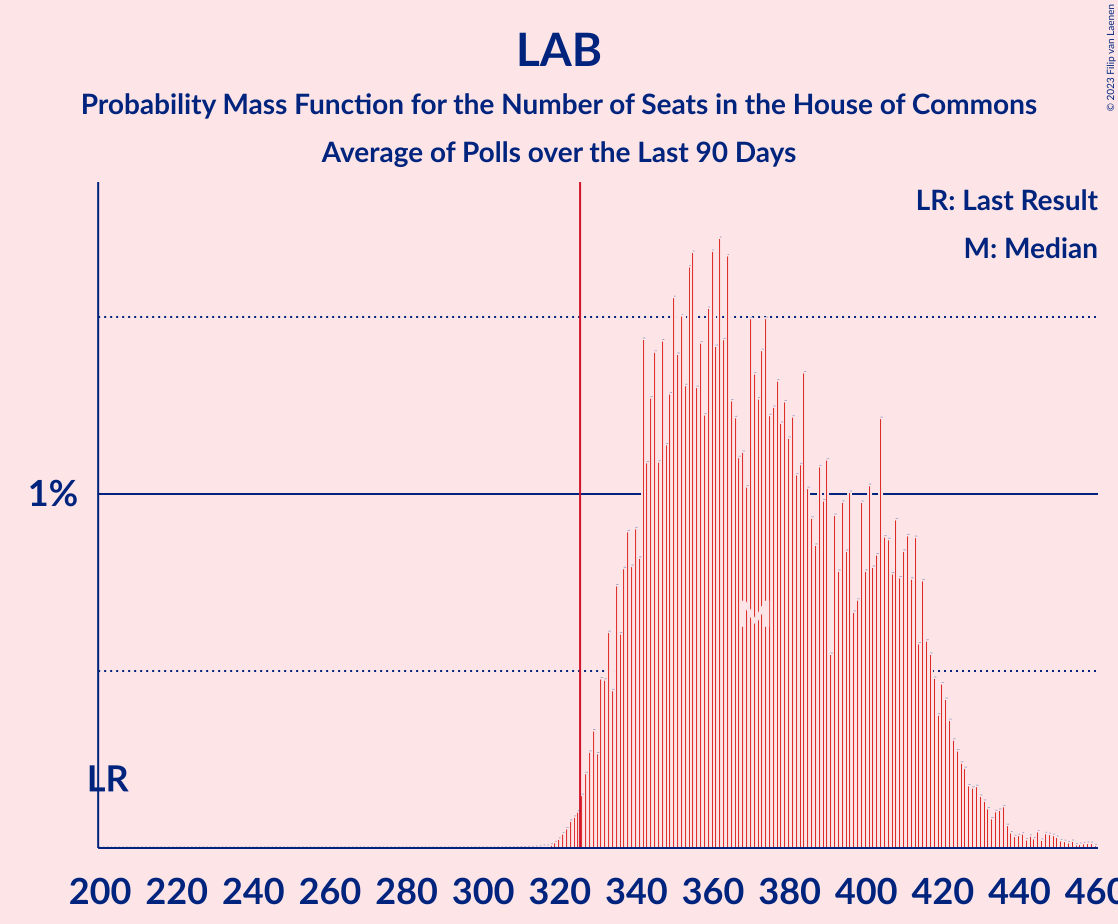 LAB
Probability Mass Function for the Number of Seats in the House of Commons
Average of Polls over the Last 90 Days
© 2023 Filip van Laenen
LR: Last Result
M: Median
1%
M
LR
200 220 240 260 280 300 320 340 360 380 400 420 440 460